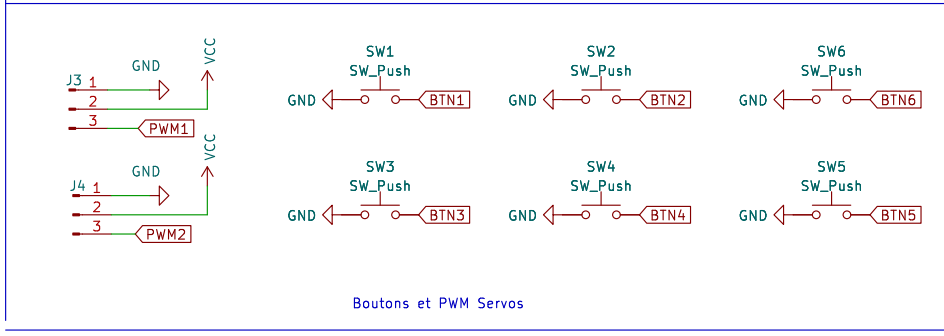 J3
1
2
3
GND
VCC
PWM1
SW1
SW_Push
GND
BTN1
SW2
SW_Push
GND
BTN2
SW6
SW_Push
GND
BTN6
J4
1
2
3
GND
VCC
PWM2
SW3
SW_Push
GND
BTN3
SW4
SW_Push
GND
BTN4
SW5
SW_Push
GND
BTN5
Boutons et PWM Servos